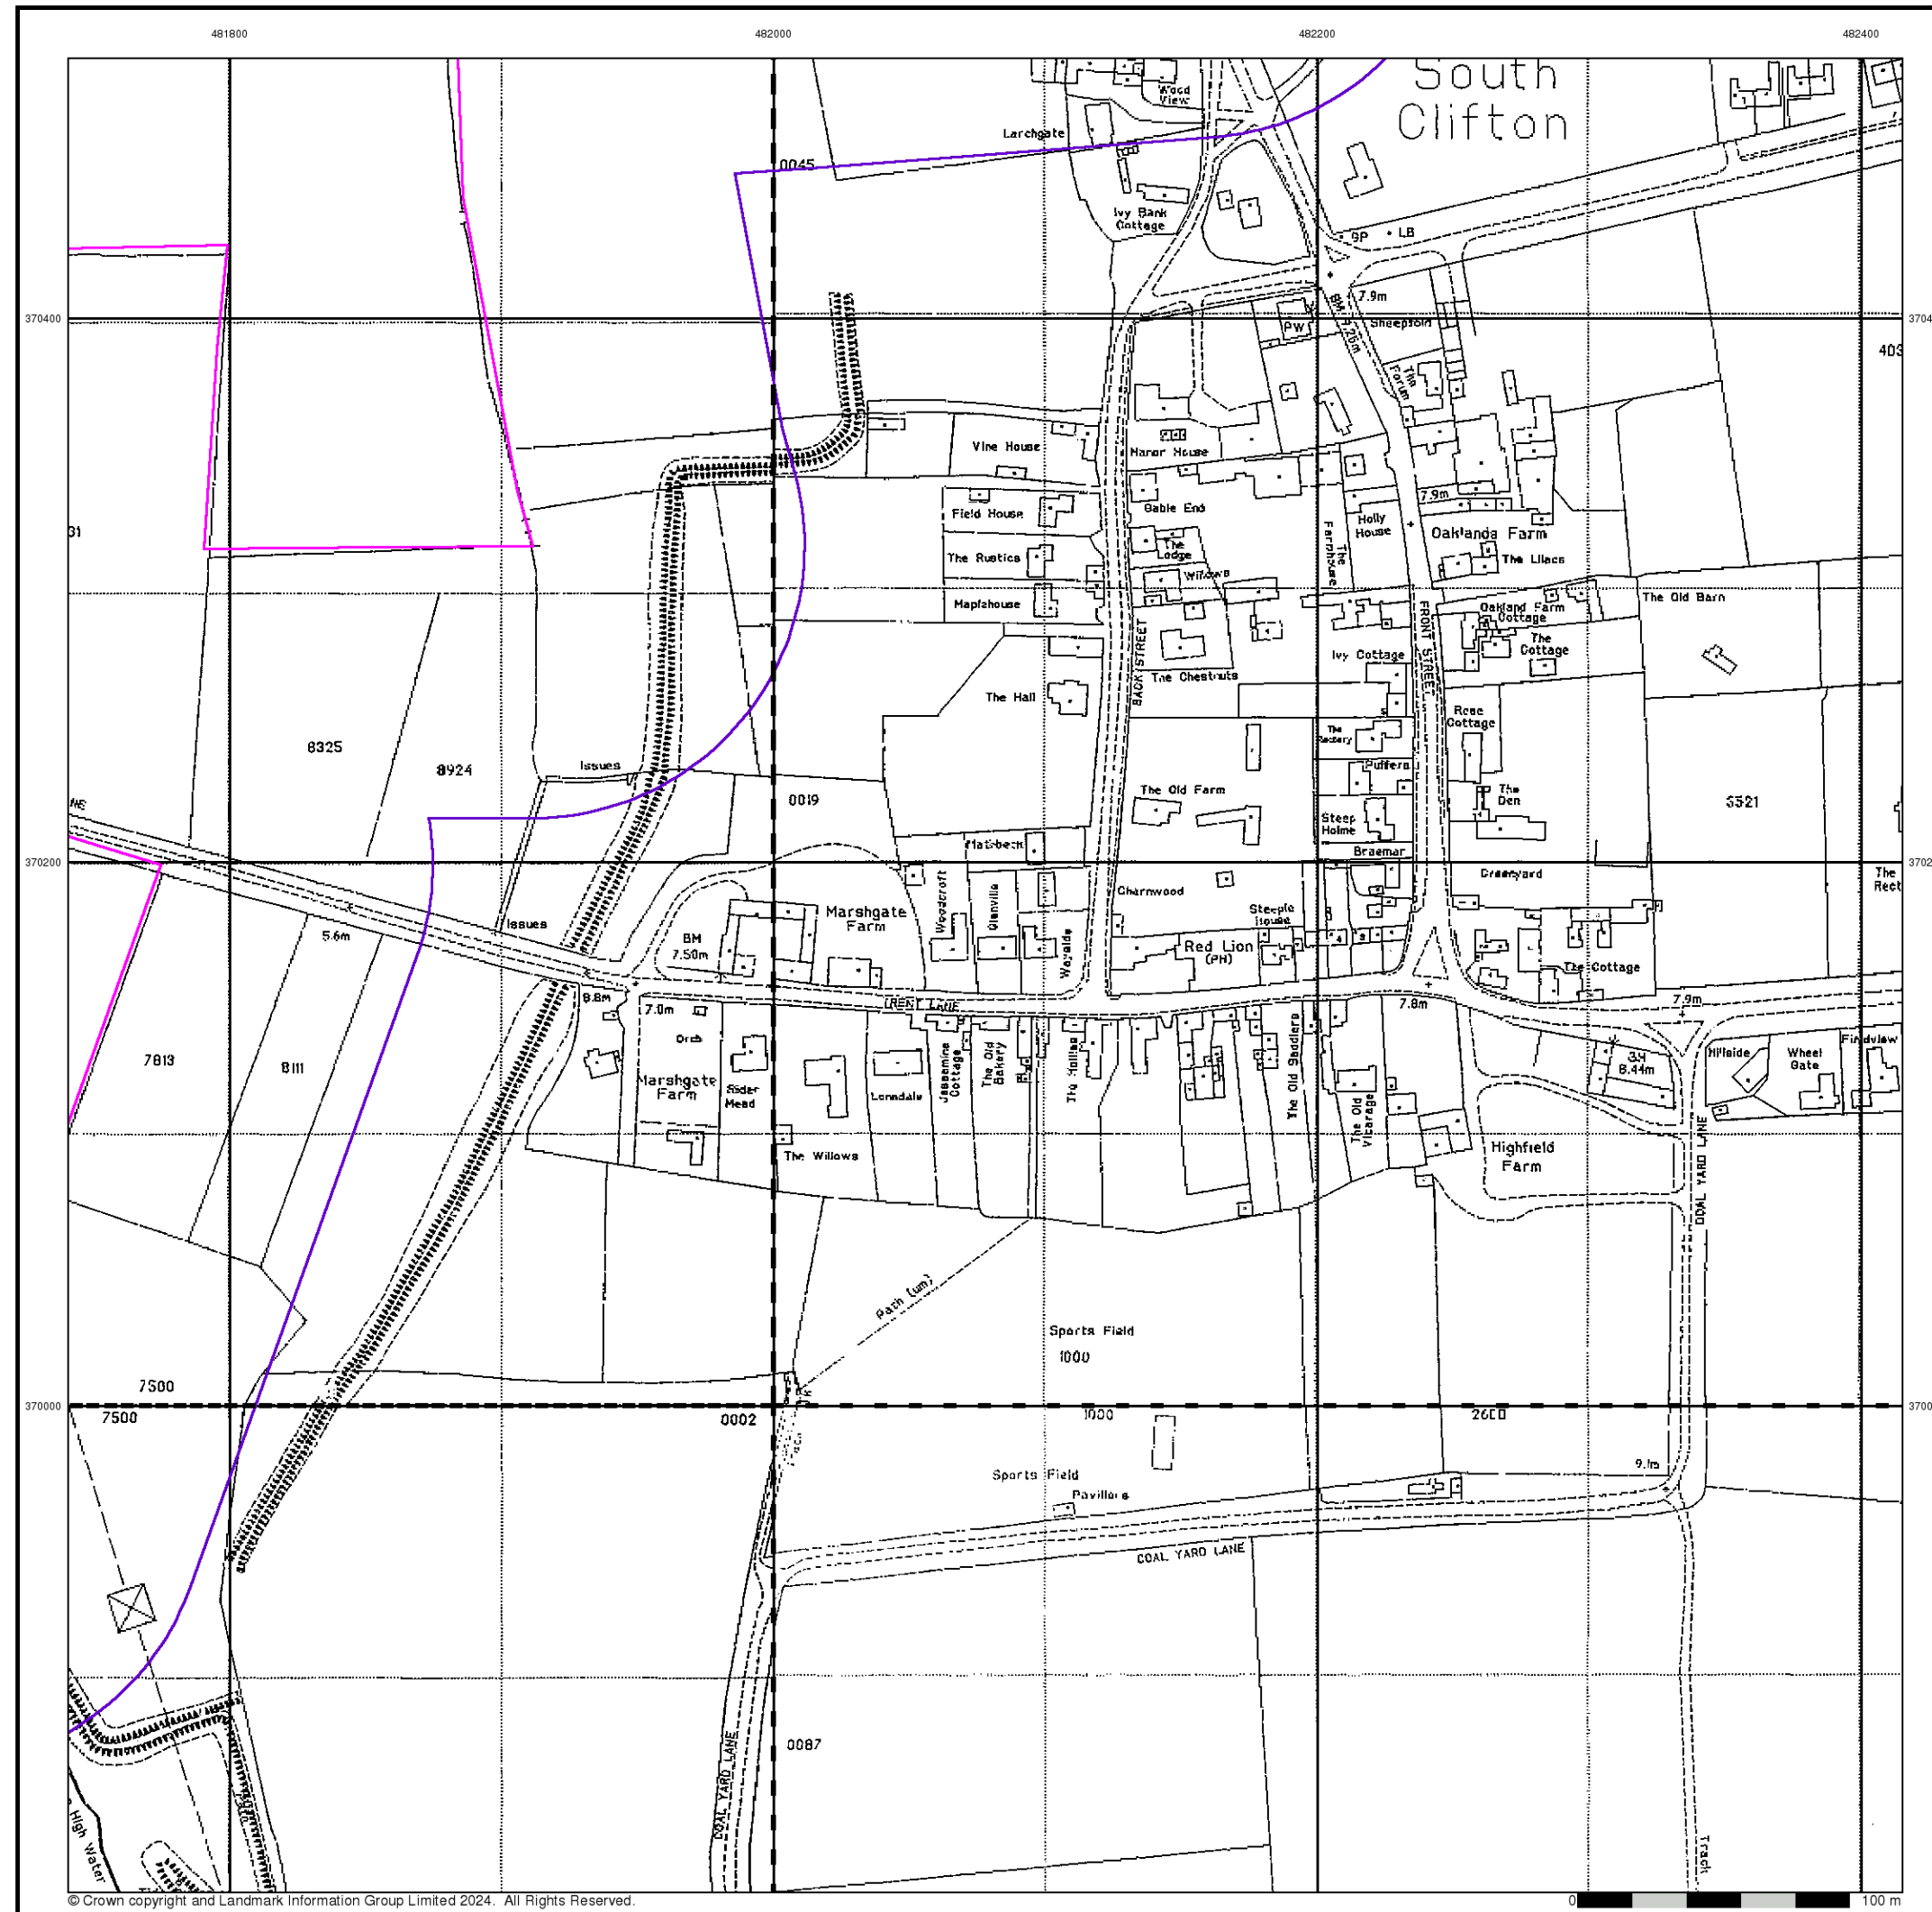 481800
482000
482200
482400
South
Clifton
Wood
View
Larchgate
0045
Ivy Bank
Cottage
GP
LB
370400
7.9m
PW
Sheepfold
The
Forum
403
Vine House
Manor House
7.9m
Field House
Gable End
Holly
House
Oaklands Farm
31
The
Farmhouse
The Rustics
The
Lodge
The Lilacs
Willows
Maplehouse
The Old Barn
Oakland Farm
Cottage
BACK STREET
FRONT STREET
The
Cottage
Ivy Cottage
The Chestnuts
The Hall
Rose
Cottage
The
Rectory
8325
8924
Issues
Puffers
0019
The Old Farm
The
Den
5521
Steep
Holme
Braemar
370200
Greenyard
The
Rect
Woodcroft
Glenville
Charnwood
Marshgate
Farm
Steeple
House
Issues
5.6m
BM
7.50m
Wayside
Red Lion
(PH)
The Cottage
8.8m
7.0m
TRENT LANE
7.8m
7.9m
Orch
Marshgate
Farm
Mead
Lonsdale
Jessamine
Cottage
The Old
Bakery
The Hollies
The Old Saddlers
The Old
Vicarage
8.44m
Hillside
Wheel
Gate
7813
8111
COAL YARD LANE
The Willows
Highfield
Farm
Path (um)
Sports Field
1000
7500
370000
7500
0002
1000
2600
Sports Field
Pavilions
9.1m
COAL YARD LANE
COAL YARD LANE
0087
High Water
Track
© Crown copyright and Landmark Information Group Limited 2024. All Rights Reserved.
0
100 m